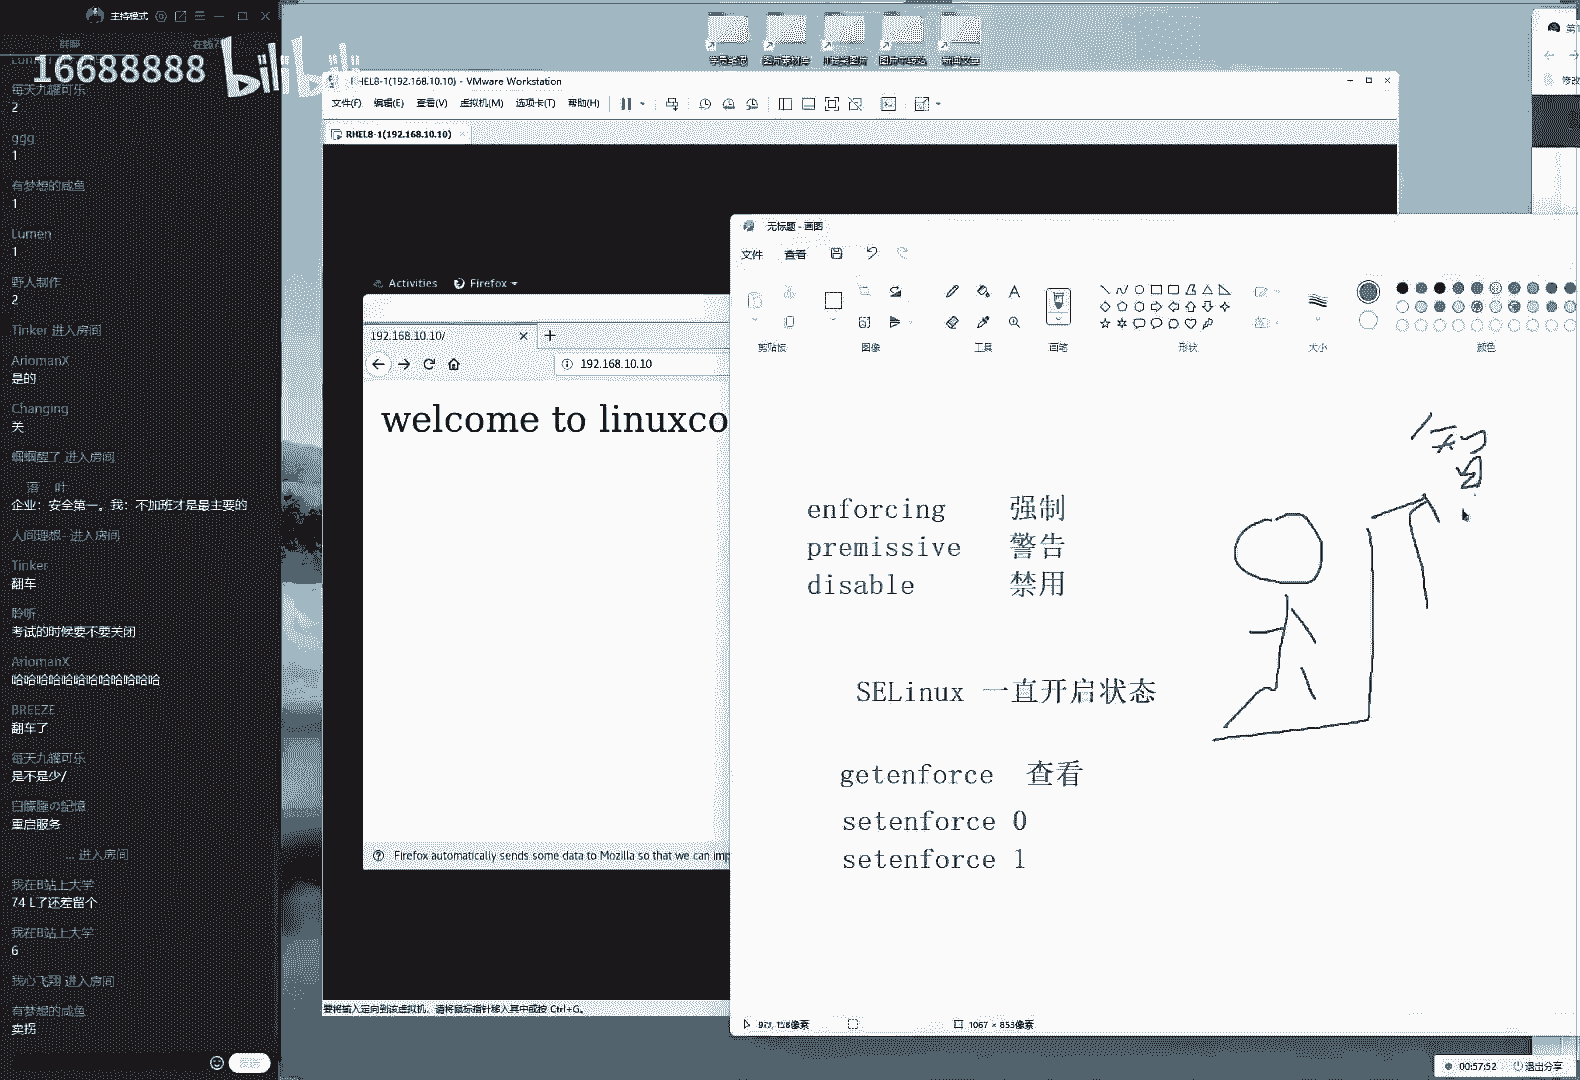 主持模式
群聊
16688888 bilibili
每天九罐可乐
2
ggg
1
有梦想的咸鱼
1
Lumen
1
野人制作
2
Tinker 进入房间
AriomanX
是的
Changing
关
蝈蝈醒了 进入房间
落 叶
企业：安全第一。我：不加班才是最主要的
人间理想--进入房间
Tinker
翻车
聆听
考试的时候要不要关闭
AriomanX
哈哈哈哈哈哈哈哈哈哈哈哈
BREEZE
翻车了
每天九罐可乐
是不是少/
重启服务
... 进入房间
我在B站上大学
74 L了还差留个
我在B站上大学
6
我心飞翔 进入房间
有梦想的咸鱼
卖拐
RHEL8-1(192.168.10.10) - VMware Workstation
文件(F) 编辑(E) 查看(V) 虚拟机(M) 选项卡(T) 帮助(H)
RHEL8-1(192.168.10.10)
Activities Firefox
192.168.10.10/
192.168.10.10
welcome to linuxco
Firefox automatically sends some data to Mozilla so that we can imp
要将输入定向到该虚拟机，请将鼠标指针移入其中或按 Ctrl+G。
无标题 - 画图
文件 查看
剪贴板 图像 工具 画笔 形状 大小 颜色
enforcing 强制
premissive 警告
disable 禁用
SELinux 一直开启状态
getenforce 查看
setenforce 0
setenforce 1
1067 × 853像素
修改
00:57:52 退出分享